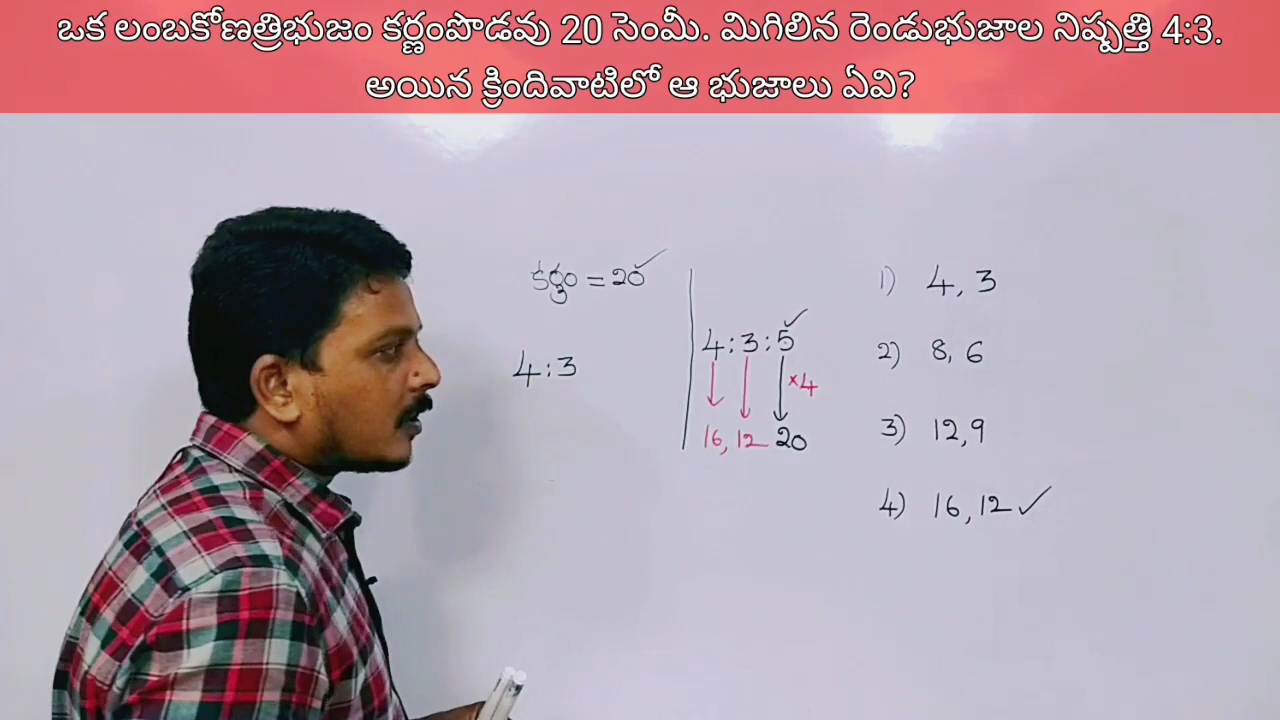 ఒక లంబకోణత్రిభుజం కర్ణంపొడవు 20 సెంమీ. మిగిలిన రెండుభుజాల నిష్పత్తి 4:3.
అయిన క్రిందివాటిలో ఆ భుజాలు ఏవి?
కర్ణం = 20 ✓
4:3
4:3:5 ✓
×4
16, 12 20
1) 4, 3
2) 8, 6
3) 12,9
4) 16, 12 ✓